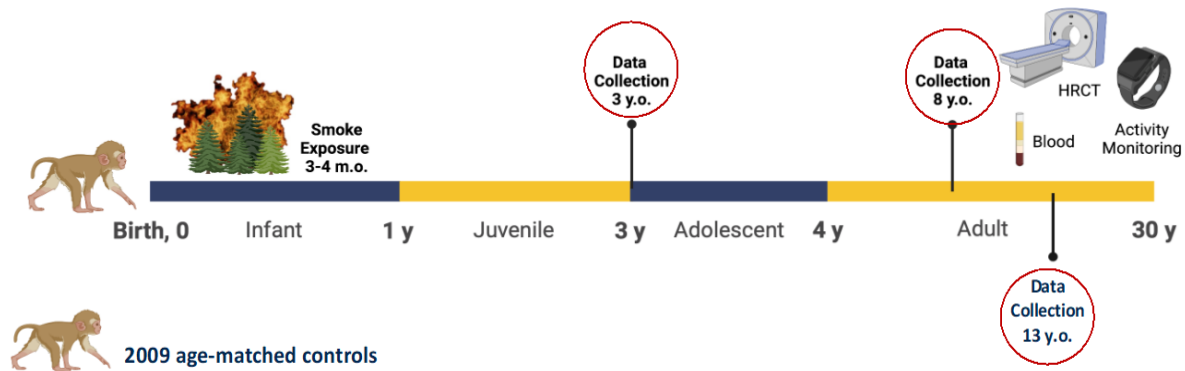 Data
Collection
3 y.o.
Data
Collection
8 y.o.
HRCT
Smoke
Exposure
3-4 m.o.
Blood
Activity
Monitoring
Birth, 0
Infant
1 y
Juvenile
3 y
Adolescent
4 y
Adult
30 y
Data
Collection
13 y.o.
2009 age-matched controls